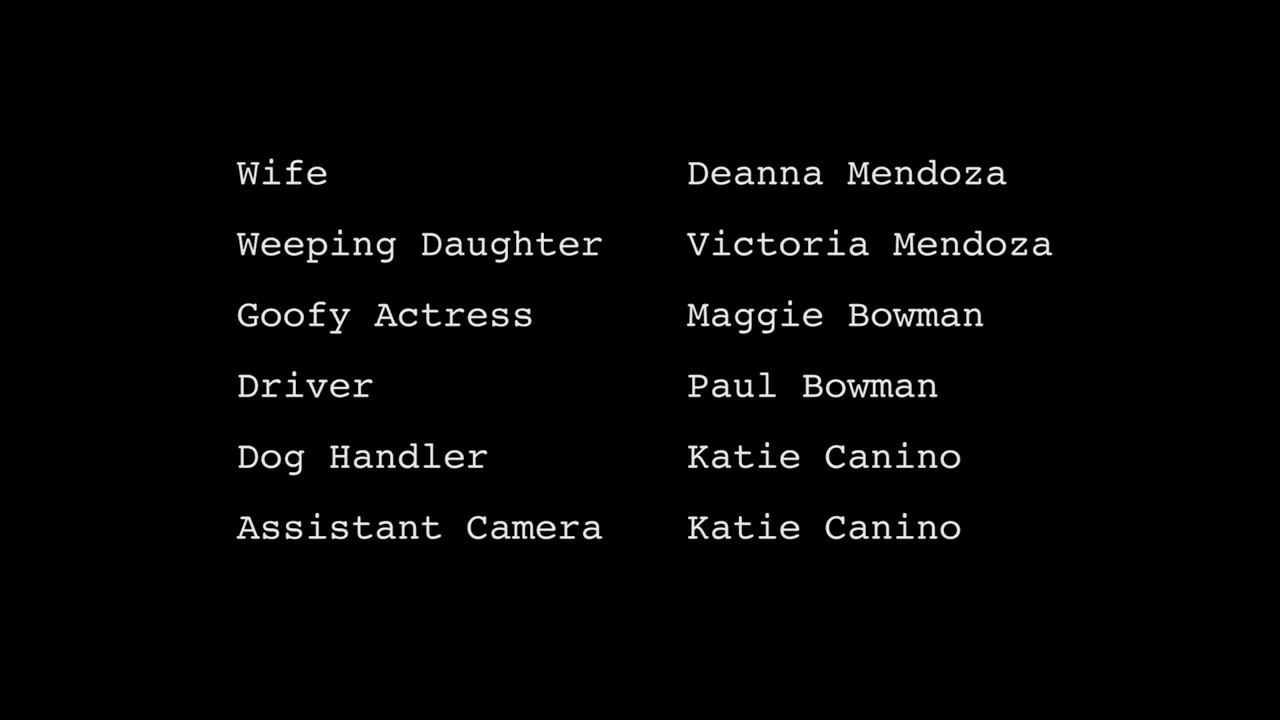 Wife Deanna Mendoza
Weeping Daughter Victoria Mendoza
Goofy Actress Maggie Bowman
Driver Paul Bowman
Dog Handler Katie Canino
Assistant Camera Katie Canino